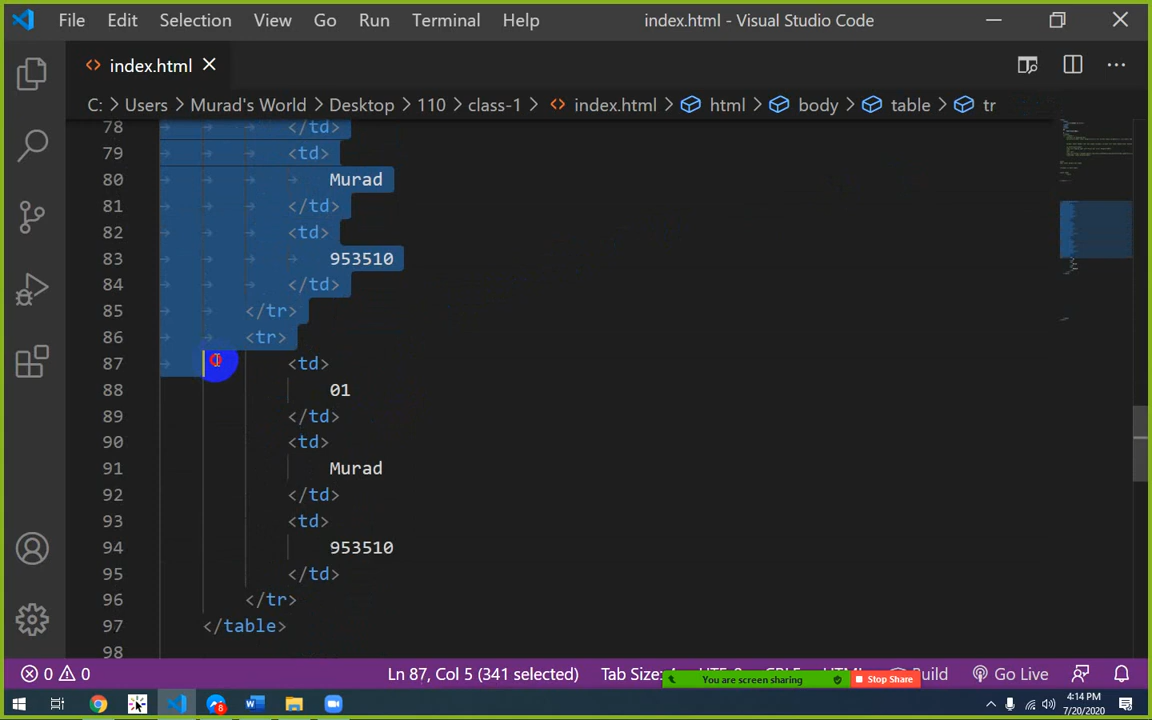 File Edit Selection View Go Run Terminal Help index.html - Visual Studio Code
index.html
C: > Users > Murad's World > Desktop > 110 > class-1 > index.html > html > body > table > tr
78 </td>
79 <td>
80 Murad
81 </td>
82 <td>
83 953510
84 </td>
85 </tr>
86 <tr>
87 <td>
88 01
89 </td>
90 <td>
91 Murad
92 </td>
93 <td>
94 953510
95 </td>
96 </tr>
97 </table>
98
0 0 Ln 87, Col 5 (341 selected) Tab Size: Build Go Live
You are screen sharing Stop Share
8
4:14 PM
7/20/2020